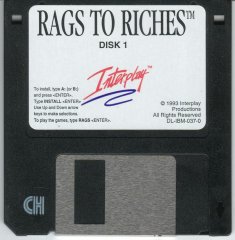 RAGS TO RICHES™
DISK 1
Interplay™
To install, type A: (or B:)
and press <ENTER>.
Type INSTALL <ENTER>.
Use Up and Down arrow
keys to make selections.
To play the games, type RAGS <ENTER>.
© 1993 Interplay
Productions
All Rights Reserved
DL-IBM-037-0